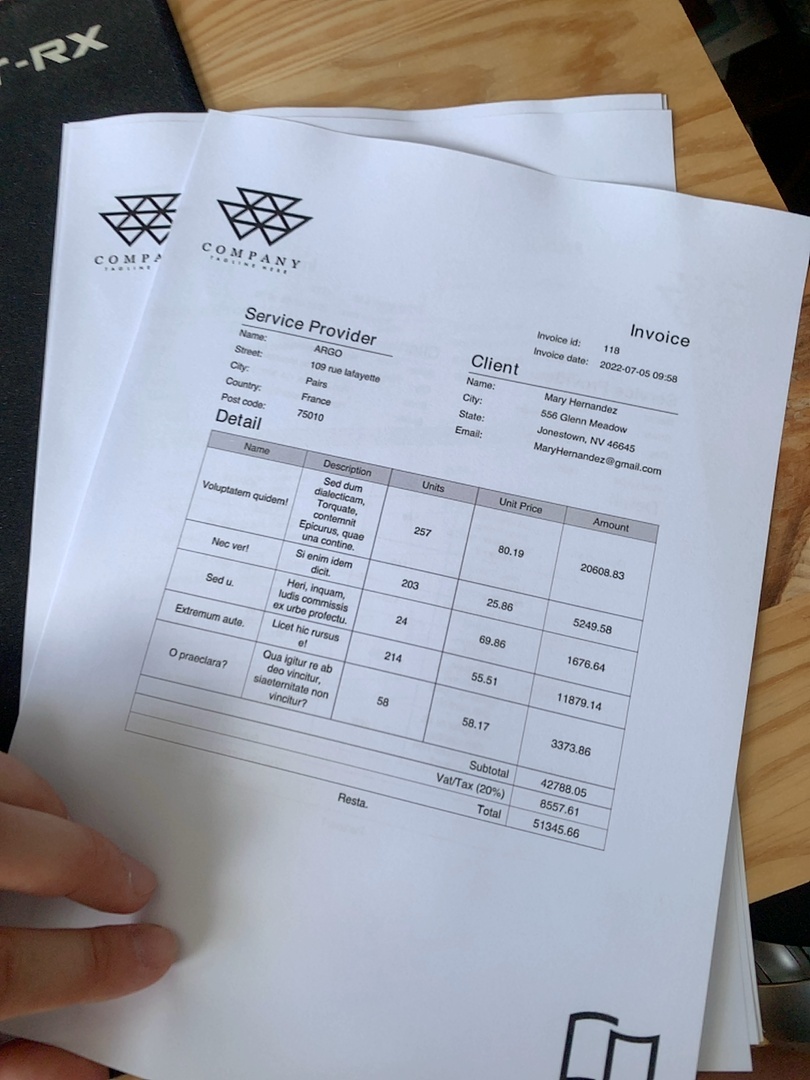 T-RX
COMPA
TAGLINE
COMPANY
TAGLINE HERE
Invoice
Invoice id: 118
Invoice date: 2022-07-05 09:58
Service Provider
Name: ARGO
Street: 109 rue lafayette
City: Pairs
Country: France
Post code: 75010
Client
Name: Mary Hernandez
City: 556 Glenn Meadow
State: Jonestown, NV 46645
Email: MaryHernandez@gmail.com
Detail
Name Description Units Unit Price Amount
Voluptatem quidem! Sed dum
dialecticam,
Torquate,
contemnit
Epicurus, quae
una contine. 257 80.19 20608.83
Nec ver! Si enim idem
dicit. 203 25.86 5249.58
Sed u. Heri, inquam,
ludis commissis
ex urbe profectu. 24 69.86 1676.64
Extremum aute. Licet hic rursus
e! 214 55.51 11879.14
O praeclara? Qua igitur re ab
deo vincitur,
siaeternitate non
vincitur? 58 58.17 3373.86
Subtotal 42788.05
Vat/Tax (20%) 8557.61
Total 51345.66
Resta.